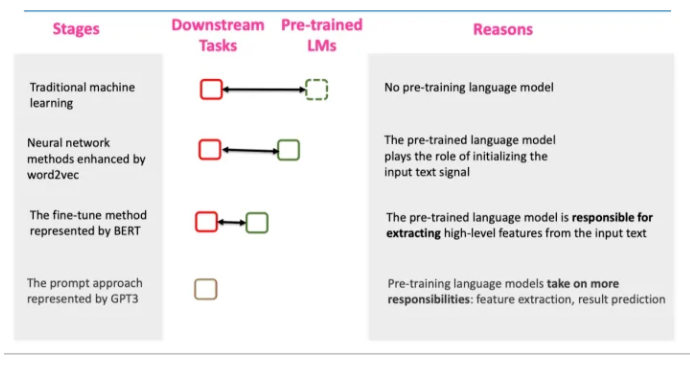 Stages
Downstream
Tasks
Pre-trained
LMs
Reasons
Traditional machine
learning
No pre-training language model
Neural network
methods enhanced by
word2vec
The pre-trained language model
plays the role of initializing the
input text signal
The fine-tune method
represented by BERT
The pre-trained language model is responsible for
extracting high-level features from the input text
The prompt approach
represented by GPT3
Pre-training language models take on more
responsibilities: feature extraction, result prediction